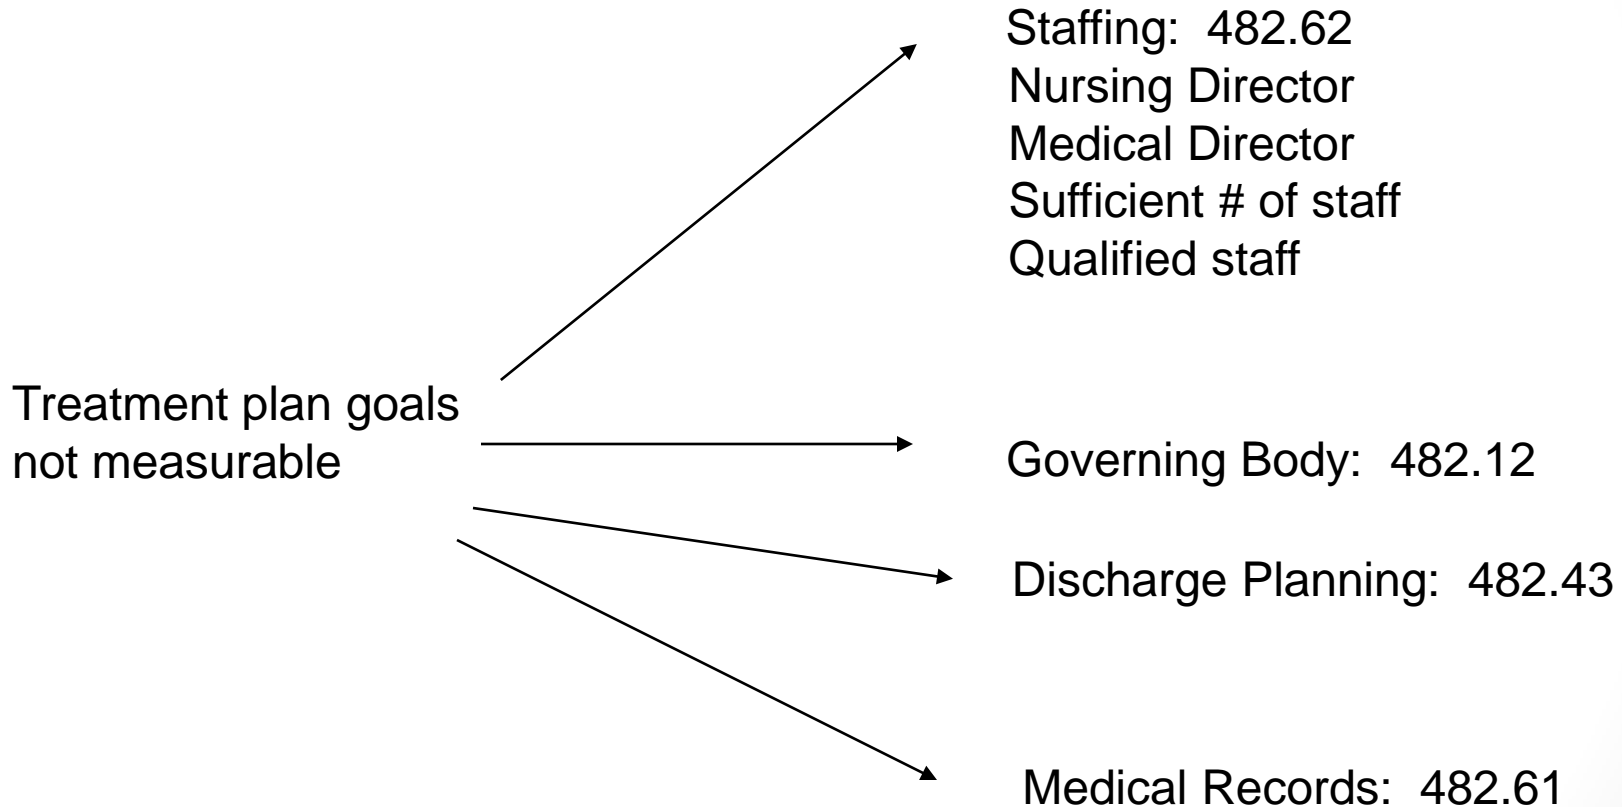 Staffing: 482.62
Nursing Director
Medical Director
Sufficient # of staff
Qualified staff
Treatment plan goals
not measurable
Governing Body: 482.12
Discharge Planning: 482.43
Medical Records: 482.61